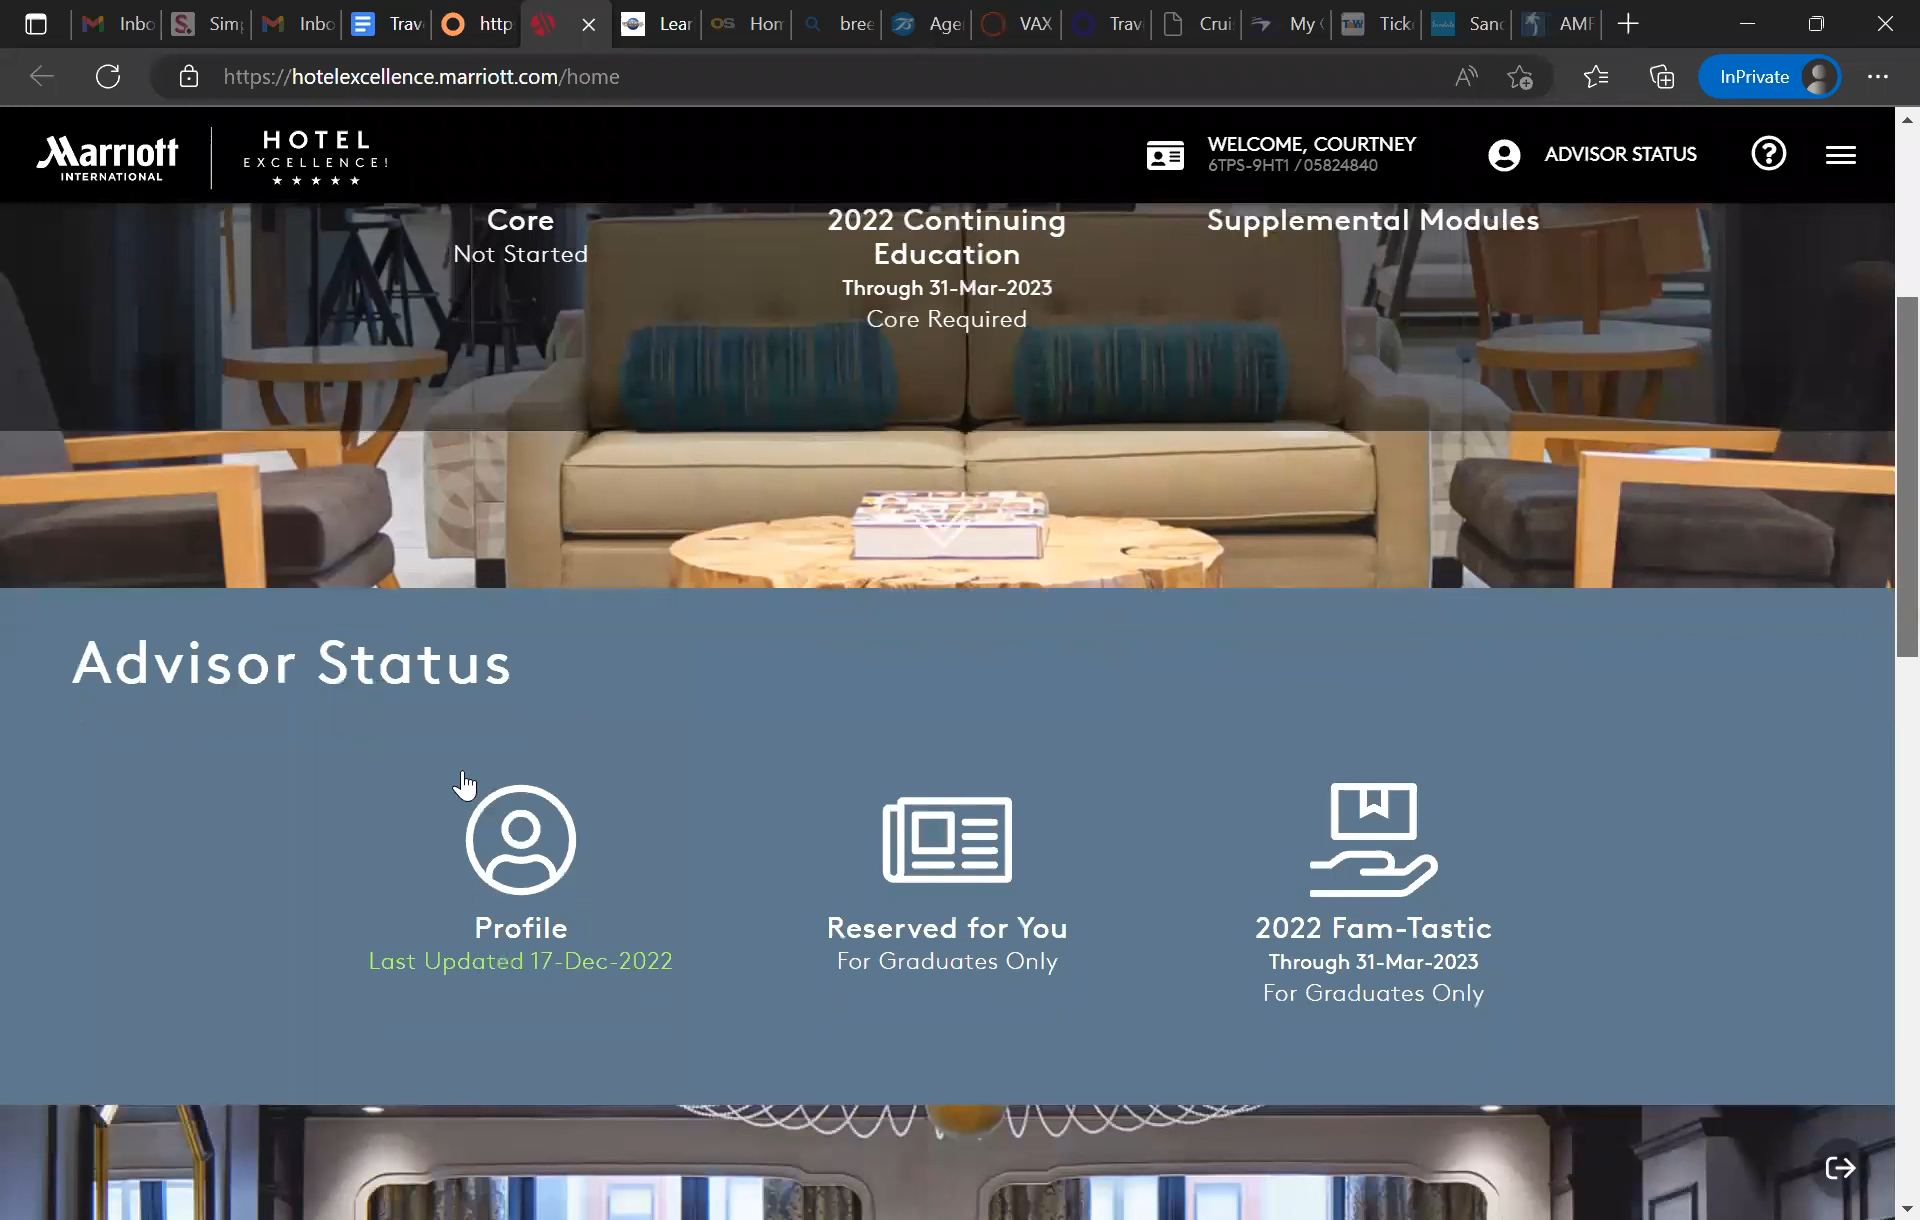 Inbo
Sim
Inbo
Trav
http
Lear
Hom
bree
Age
VAX
Trav
Crui
My
Tick
Sand
AMF
https://hotelexcellence.marriott.com/home
InPrivate
Marriott
INTERNATIONAL
HOTEL
EXCELLENCE!
WELCOME, COURTNEY
6TPS-9HT1 / 05824840
ADVISOR STATUS
Core
Not Started
2022 Continuing
Education
Through 31-Mar-2023
Core Required
Supplemental Modules
Advisor Status
Profile
Last Updated 17-Dec-2022
Reserved for You
For Graduates Only
2022 Fam-Tastic
Through 31-Mar-2023
For Graduates Only